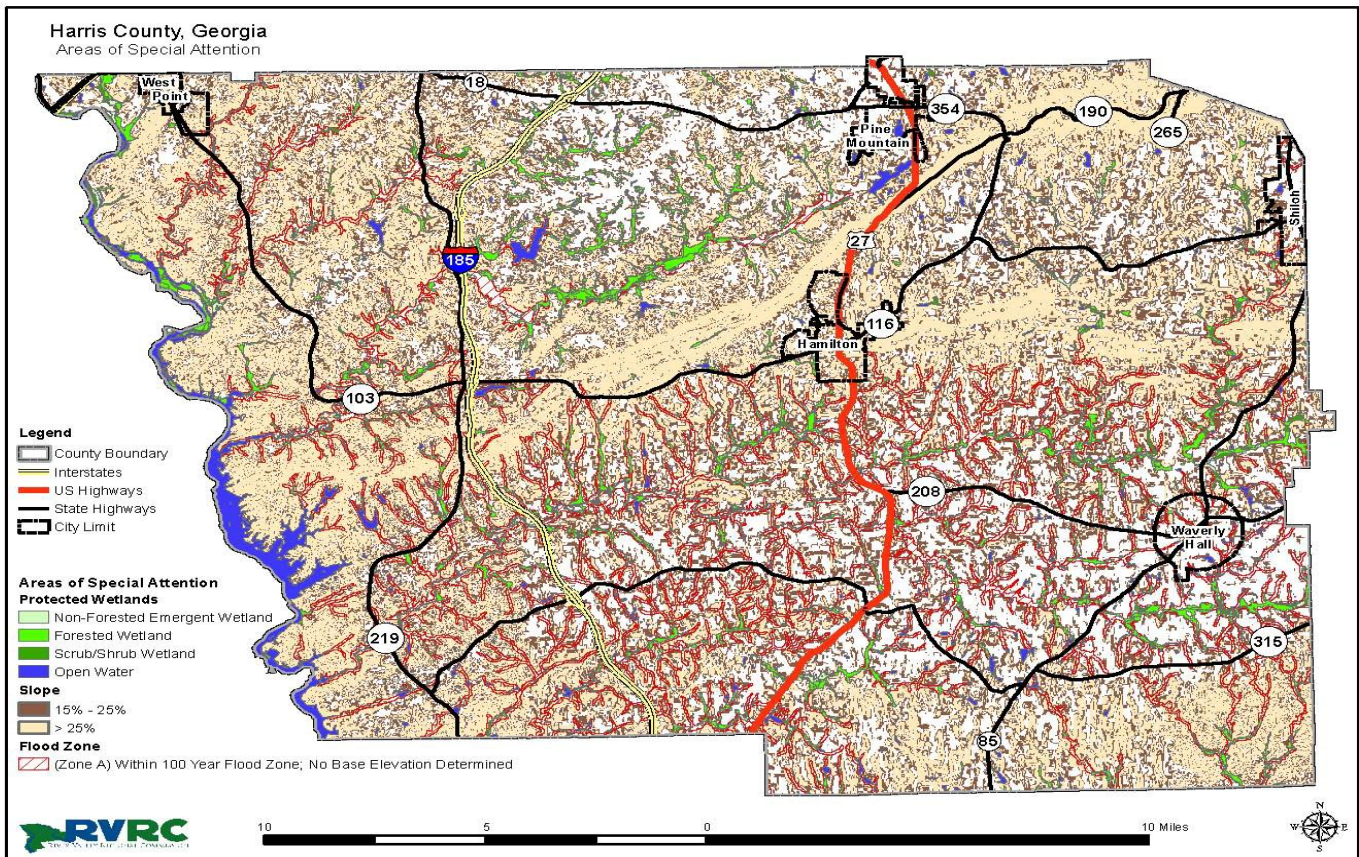 Harris County, Georgia
Areas of Special Attention
West
Point
18
354
190
265
Pine
Mountain
Shiloh
27
185
116
Hamilton
103
208
Waverly
Hall
219
315
85
Legend
County Boundary
Interstates
US Highways
State Highways
City Limit
Areas of Special Attention
Protected Wetlands
Non-Forested Emergent Wetland
Forested Wetland
Scrub/Shrub Wetland
Open Water
Slope
15% - 25%
> 25%
Flood Zone
(Zone A) Within 100 Year Flood Zone; No Base Elevation Determined
RVRC
River Valley Regional Commission
10 5 0 10 Miles
N
W E
S